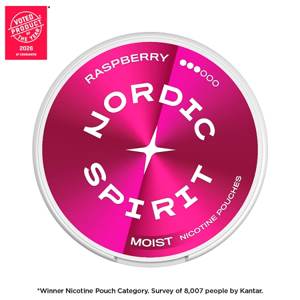 VOTED
PRODUCT
OF THE YEAR
2026
*
RASPBERRY
NORDIC
SPIRIT
MOIST
NICOTINE POUCHES
*Winner Nicotine Pouch Category. Survey of 8,007 people by Kantar.